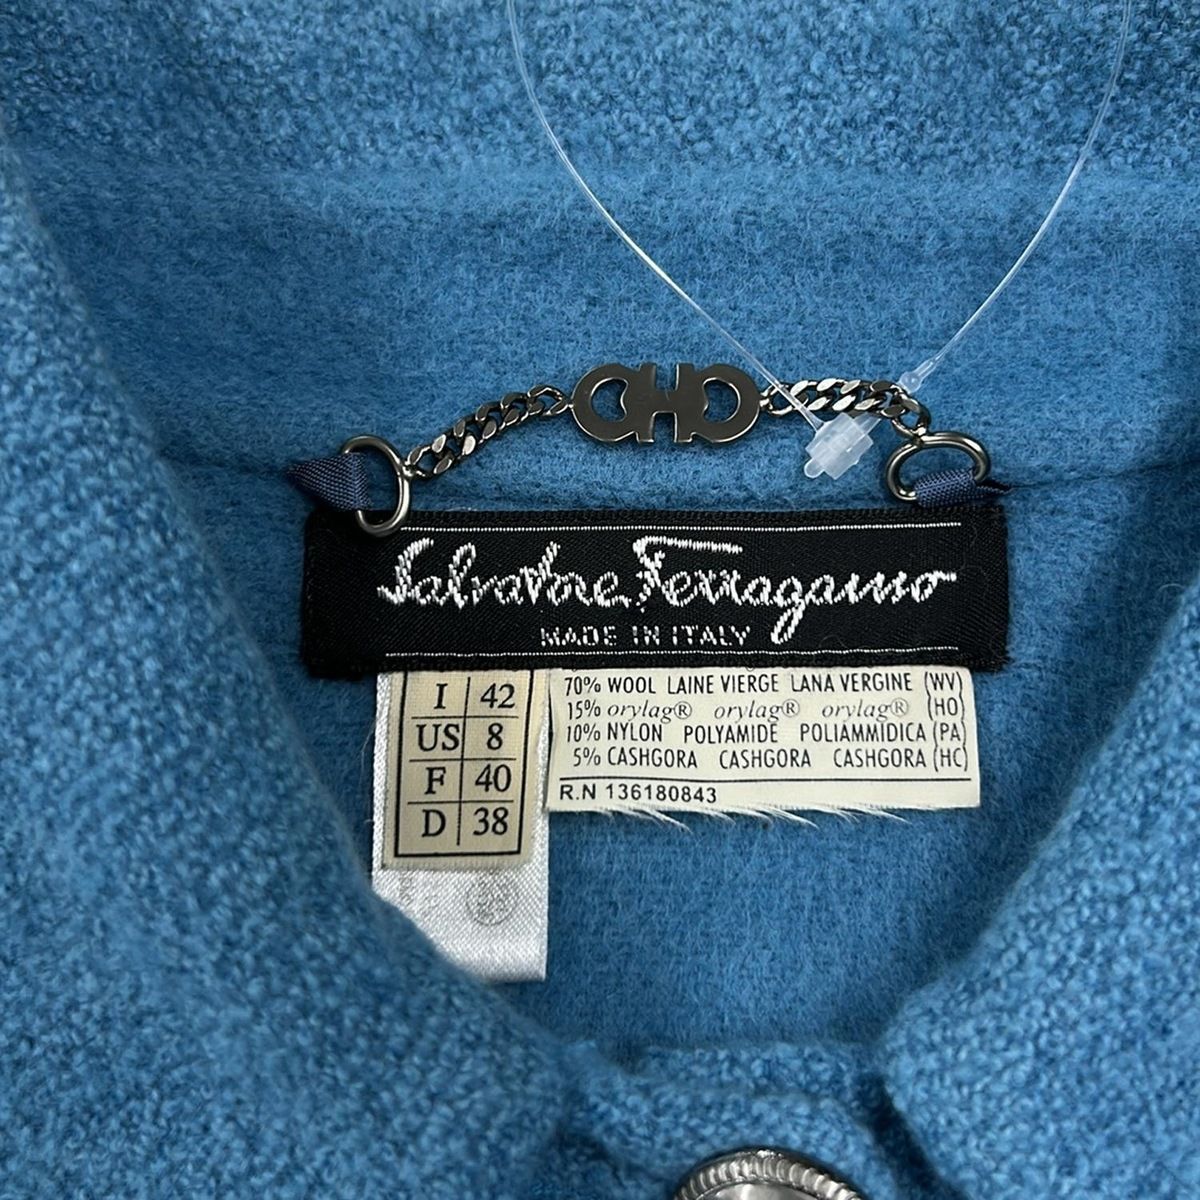 Salvatore Ferragamo
MADE IN ITALY
I 42
US 8
F 40
D 38
70% WOOL LAINE VIERGE LANA VERGINE (WV)
15% orylag® orylag® orylag® (HO)
10% NYLON POLYAMIDE POLIAMMIDICA (PA)
5% CASHGORA CASHGORA CASHGORA (HC)
R.N 136180843